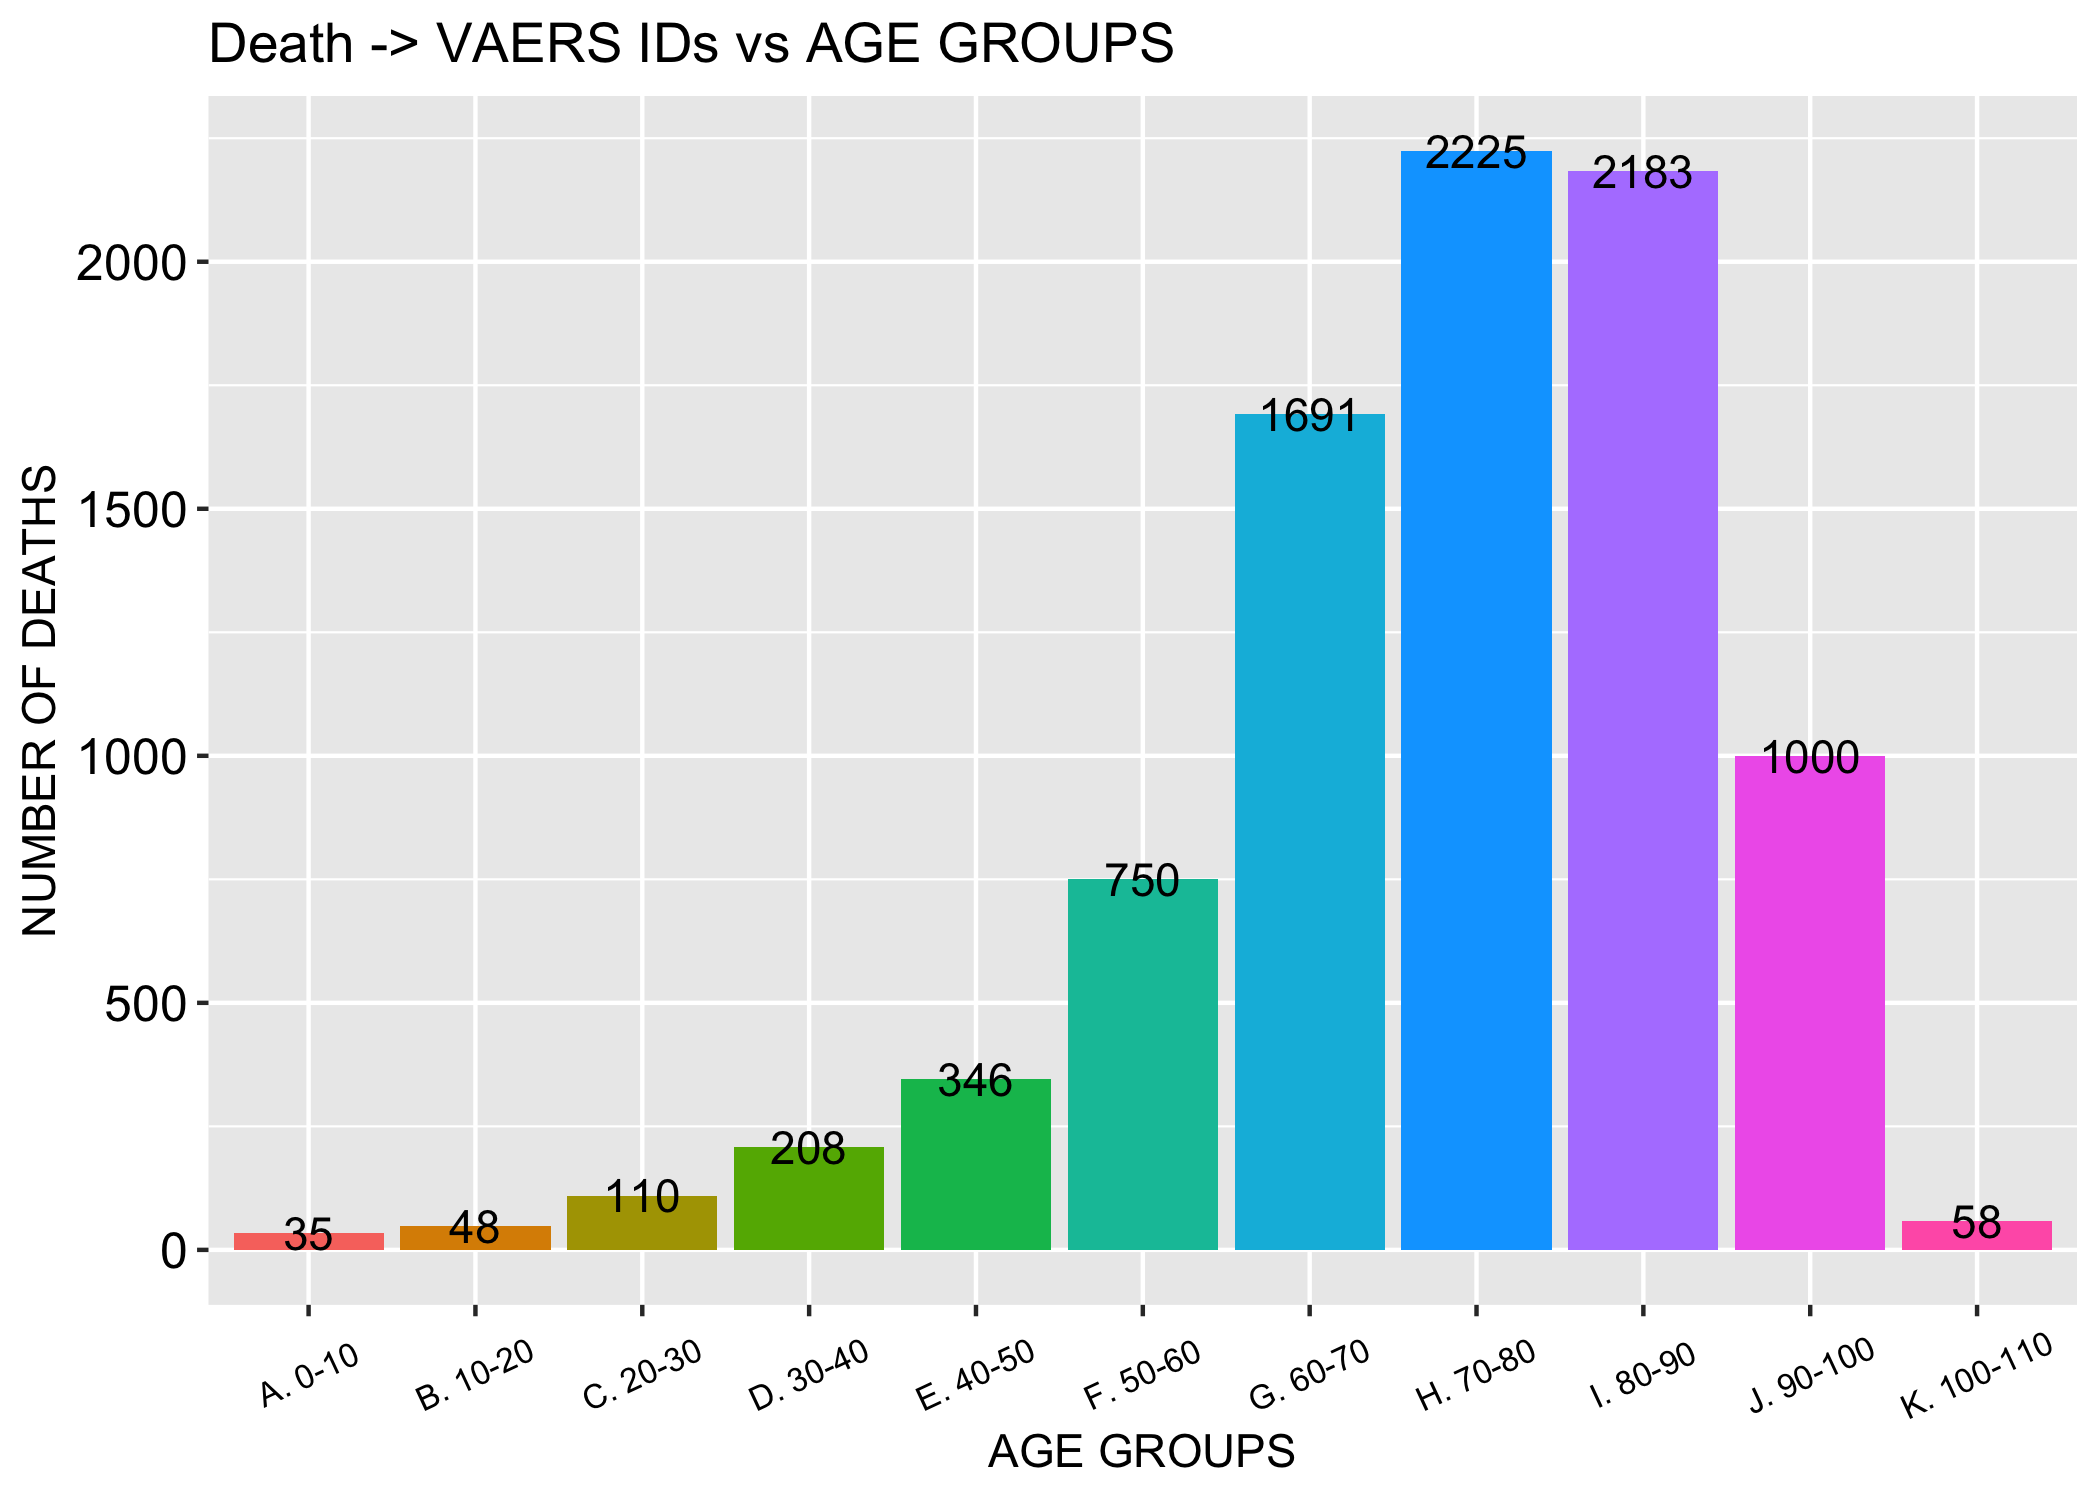 Death -> VAERS IDs vs AGE GROUPS
NUMBER OF DEATHS
2000
1500
1000
500
0
35
48
110
208
346
750
1691
2225
2183
1000
58
A. 0-10
B. 10-20
C. 20-30
D. 30-40
E. 40-50
F. 50-60
G. 60-70
H. 70-80
I. 80-90
J. 90-100
K. 100-110
AGE GROUPS